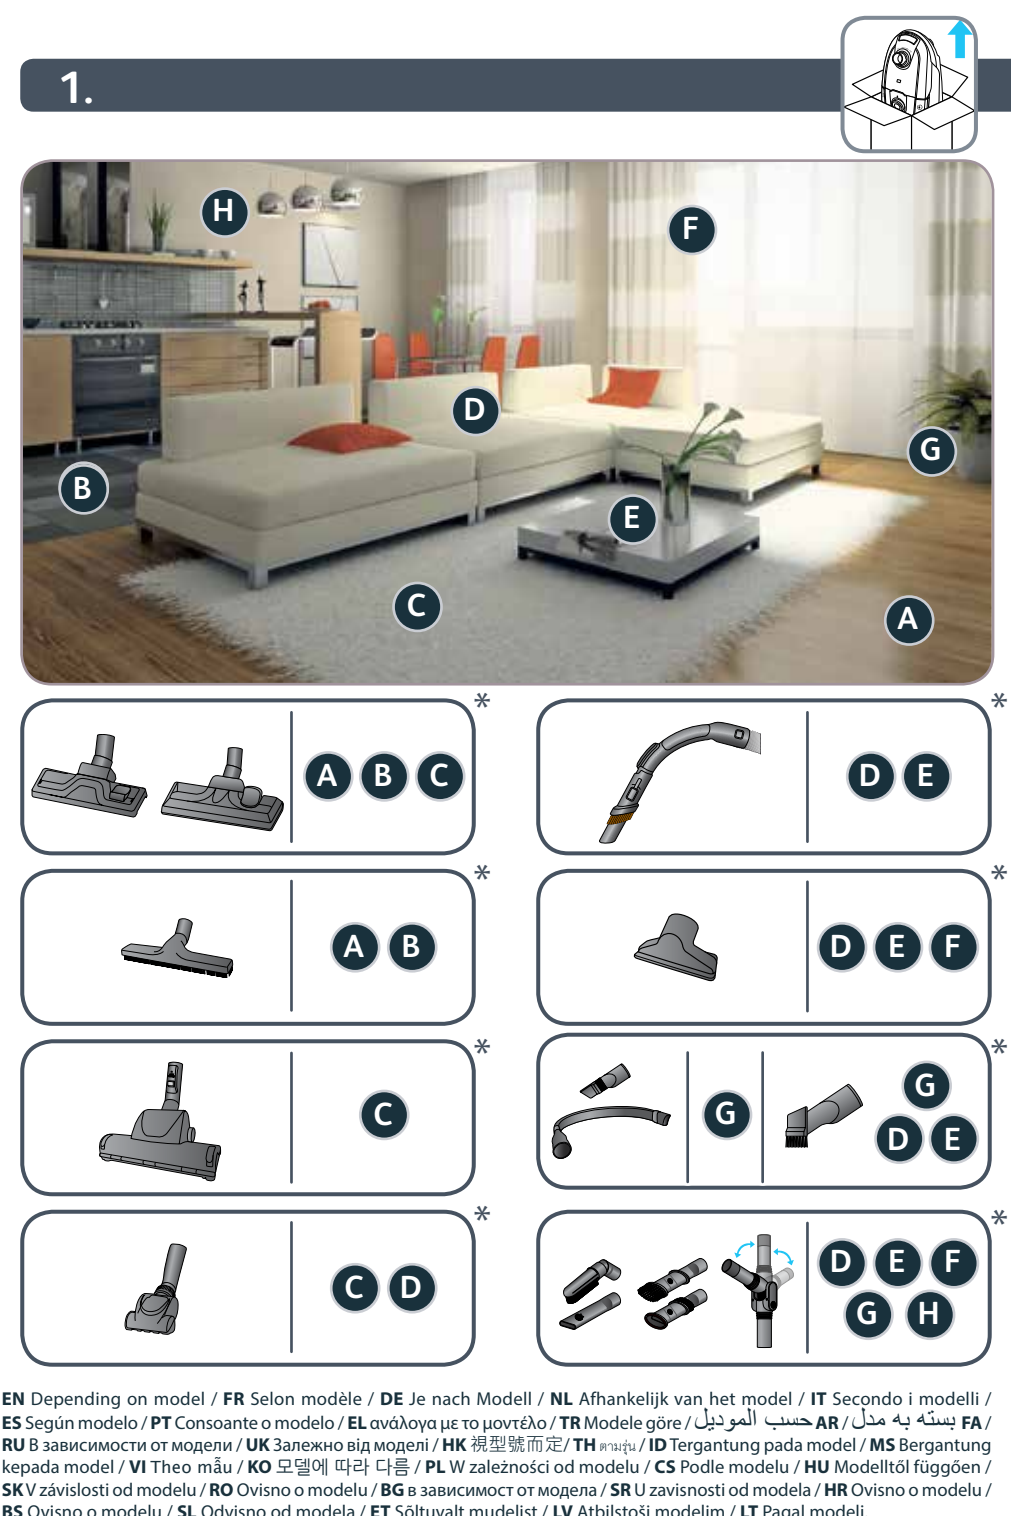 1.
H
F
D
G
B
E
C
A
*
A B C
*
D E
*
A B
*
D E F
*
C
*
G
G
D E
*
C D
*
D E F
G H
EN Depending on model / FR Selon modèle / DE Je nach Modell / NL Afhankelijk van het model / IT Secondo i modelli /
ES Según modelo / PT Consoante o modelo / EL ανάλογα με το μοντέλο / TR Modele göre / حسب الموديل AR / بسته به مدل FA /
RU В зависимости от модели / UK Залежно від моделі / HK 視型號而定/ TH ตามรุ่น / ID Tergantung pada model / MS Bergantung
kepada model / VI Theo mẫu / KO 모델에 따라 다름 / PL W zależności od modelu / CS Podle modelu / HU Modelltől függően /
SK V závislosti od modelu / RO Ovisno o modelu / BG в зависимост от модела / SR U zavisnosti od modela / HR Ovisno o modelu /
BS Ovisno o modelu / SL Odvisno od modela / ET Sõltuvalt mudelist / LV Atbilstoši modelim / LT Pagal modelį